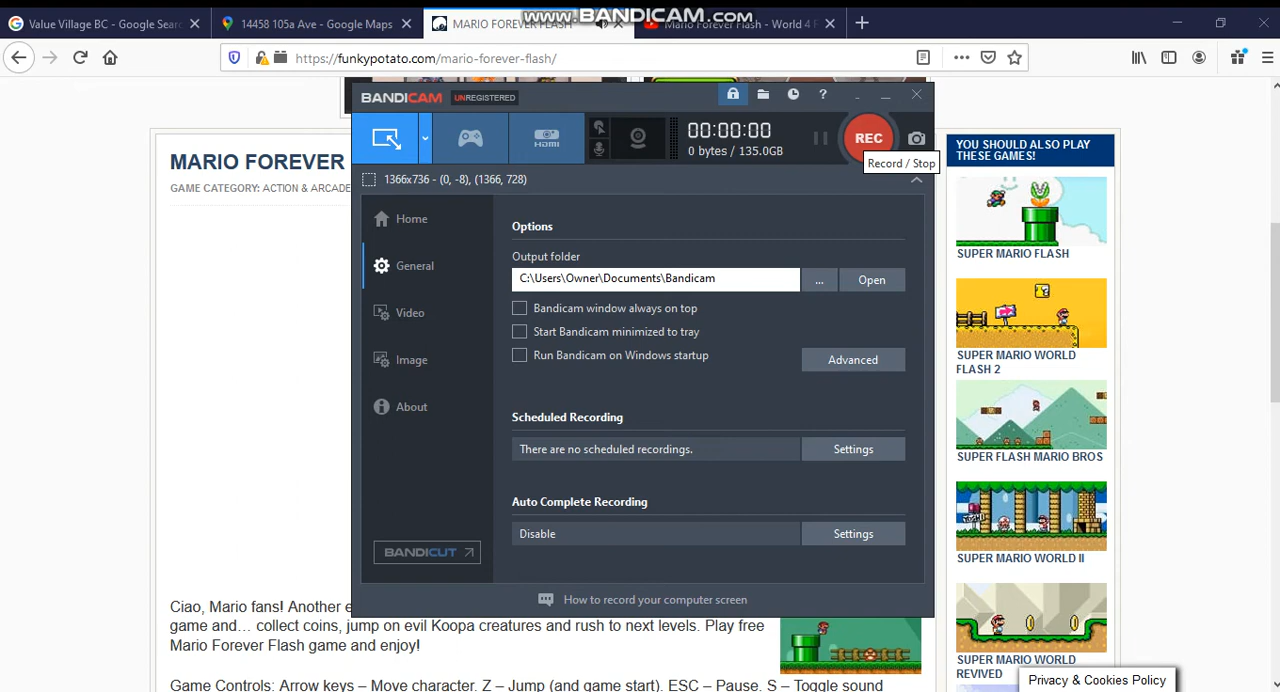 Value Village BC - Google Sear
14458 105a Ave - Google Maps
MARIO FOREVER FLASH
Mario Forever Flash - World 4 F
www.BANDICAM.com
https://funkypotato.com/mario-forever-flash/
MARIO FOREVER
GAME CATEGORY: ACTION & ARCADE
BANDICAM UNREGISTERED
?
HDMI
00:00:00
0 bytes / 135.0GB
REC
Record / Stop
1366x736 - (0, -8), (1366, 728)
Home
General
Video
Image
About
BANDICUT
Options
Output folder
C:\Users\Owner\Documents\Bandicam
...
Open
Bandicam window always on top
Start Bandicam minimized to tray
Run Bandicam on Windows startup
Advanced
Scheduled Recording
There are no scheduled recordings.
Settings
Auto Complete Recording
Disable
Settings
How to record your computer screen
YOU SHOULD ALSO PLAY
THESE GAMES!
SUPER MARIO FLASH
SUPER MARIO WORLD
FLASH 2
SUPER FLASH MARIO BROS
SUPER MARIO WORLD II
SUPER MARIO WORLD
REVIVED
Ciao, Mario fans! Another e
game and… collect coins, jump on evil Koopa creatures and rush to next levels. Play free
Mario Forever Flash game and enjoy!
Game Controls: Arrow keys – Move character. Z – Jump (and game start). ESC – Pause. S – Toggle sound
Privacy & Cookies Policy